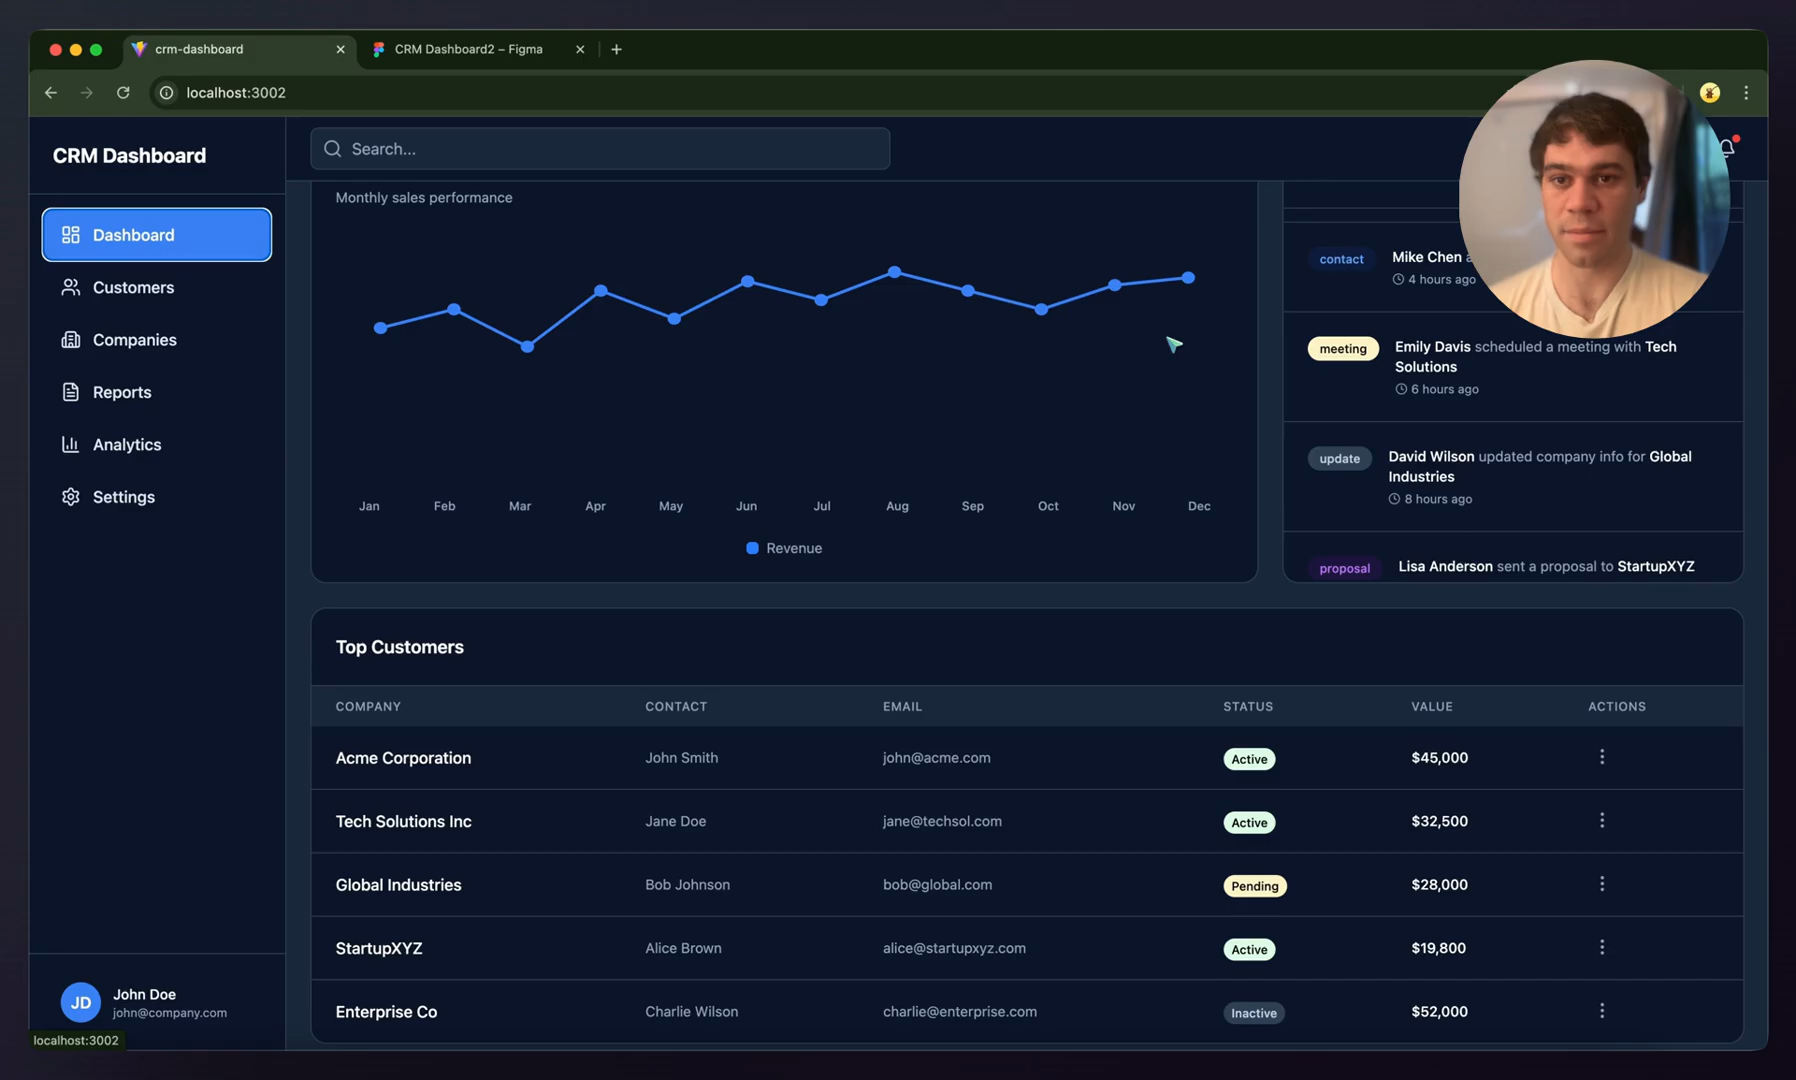 crm-dashboard
CRM Dashboard2 – Figma
localhost:3002
CRM Dashboard
Search...
Dashboard
Customers
Companies
Reports
Analytics
Settings
Monthly sales performance
Jan Feb Mar Apr May Jun Jul Aug Sep Oct Nov Dec
Revenue
contact
Mike Chen
4 hours ago
meeting
Emily Davis scheduled a meeting with Tech
Solutions
6 hours ago
update
David Wilson updated company info for Global
Industries
8 hours ago
proposal
Lisa Anderson sent a proposal to StartupXYZ
Top Customers
COMPANY CONTACT EMAIL STATUS VALUE ACTIONS
Acme Corporation John Smith john@acme.com Active $45,000
Tech Solutions Inc Jane Doe jane@techsol.com Active $32,500
Global Industries Bob Johnson bob@global.com Pending $28,000
StartupXYZ Alice Brown alice@startupxyz.com Active $19,800
Enterprise Co Charlie Wilson charlie@enterprise.com Inactive $52,000
JD
John Doe
john@company.com
localhost:3002